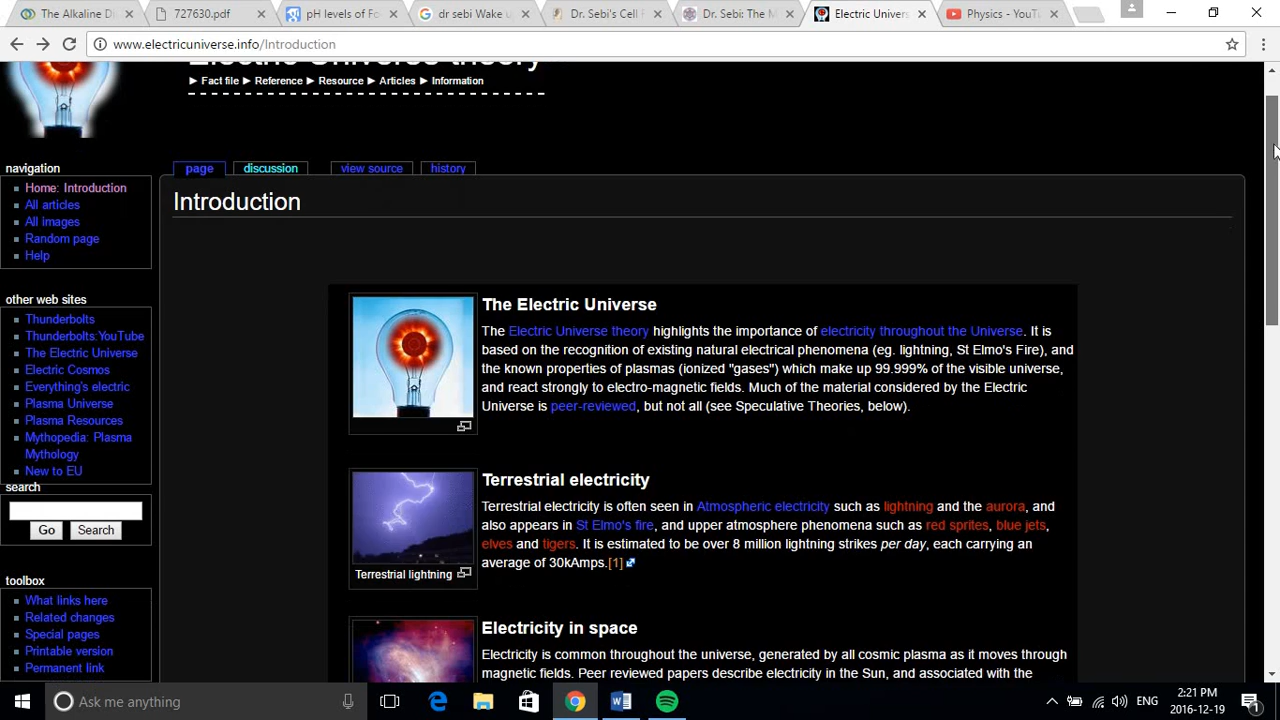 The Alkaline Di
727630.pdf
pH levels of Fo
dr sebi Wake u
Dr. Sebi's Cell F
Dr. Sebi: The M
Electric Univers
Physics - YouTu
www.electricuniverse.info/Introduction
Electric Universe theory
► Fact file ► Reference ► Resource ► Articles ► Information
navigation
Home: Introduction
All articles
All images
Random page
Help
other web sites
Thunderbolts
Thunderbolts:YouTube
The Electric Universe
Electric Cosmos
Everything's electric
Plasma Universe
Plasma Resources
Mythopedia: Plasma
Mythology
New to EU
search
Go Search
toolbox
What links here
Related changes
Special pages
Printable version
Permanent link
page discussion view source history
Introduction
The Electric Universe
The Electric Universe theory highlights the importance of electricity throughout the Universe. It is
based on the recognition of existing natural electrical phenomena (eg. lightning, St Elmo's Fire), and
the known properties of plasmas (ionized "gases") which make up 99.999% of the visible universe,
and react strongly to electro-magnetic fields. Much of the material considered by the Electric
Universe is peer-reviewed, but not all (see Speculative Theories, below).
Terrestrial lightning
Terrestrial electricity
Terrestrial electricity is often seen in Atmospheric electricity such as lightning and the aurora, and
also appears in St Elmo's fire, and upper atmosphere phenomena such as red sprites, blue jets,
elves and tigers. It is estimated to be over 8 million lightning strikes per day, each carrying an
average of 30kAmps.[1]
Electricity in space
Electricity is common throughout the universe, generated by all cosmic plasma as it moves through
magnetic fields. Peer reviewed papers describe electricity in the Sun, and associated with the
Ask me anything
ENG
2:21 PM
2016-12-19
1